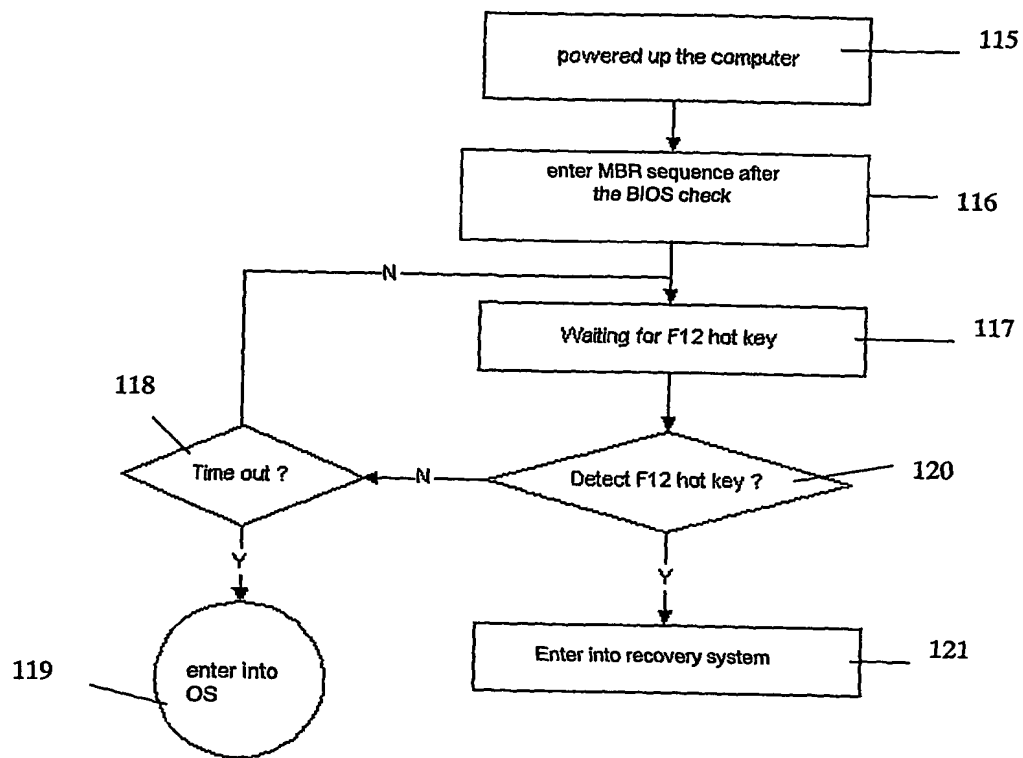 115
powered up the computer
enter MBR sequence after
the BIOS check
116
N
Waiting for F12 hot key
117
118
Time out ?
N
Detect F12 hot key ?
120
Y
Y
119
enter into
OS
Enter into recovery system
121